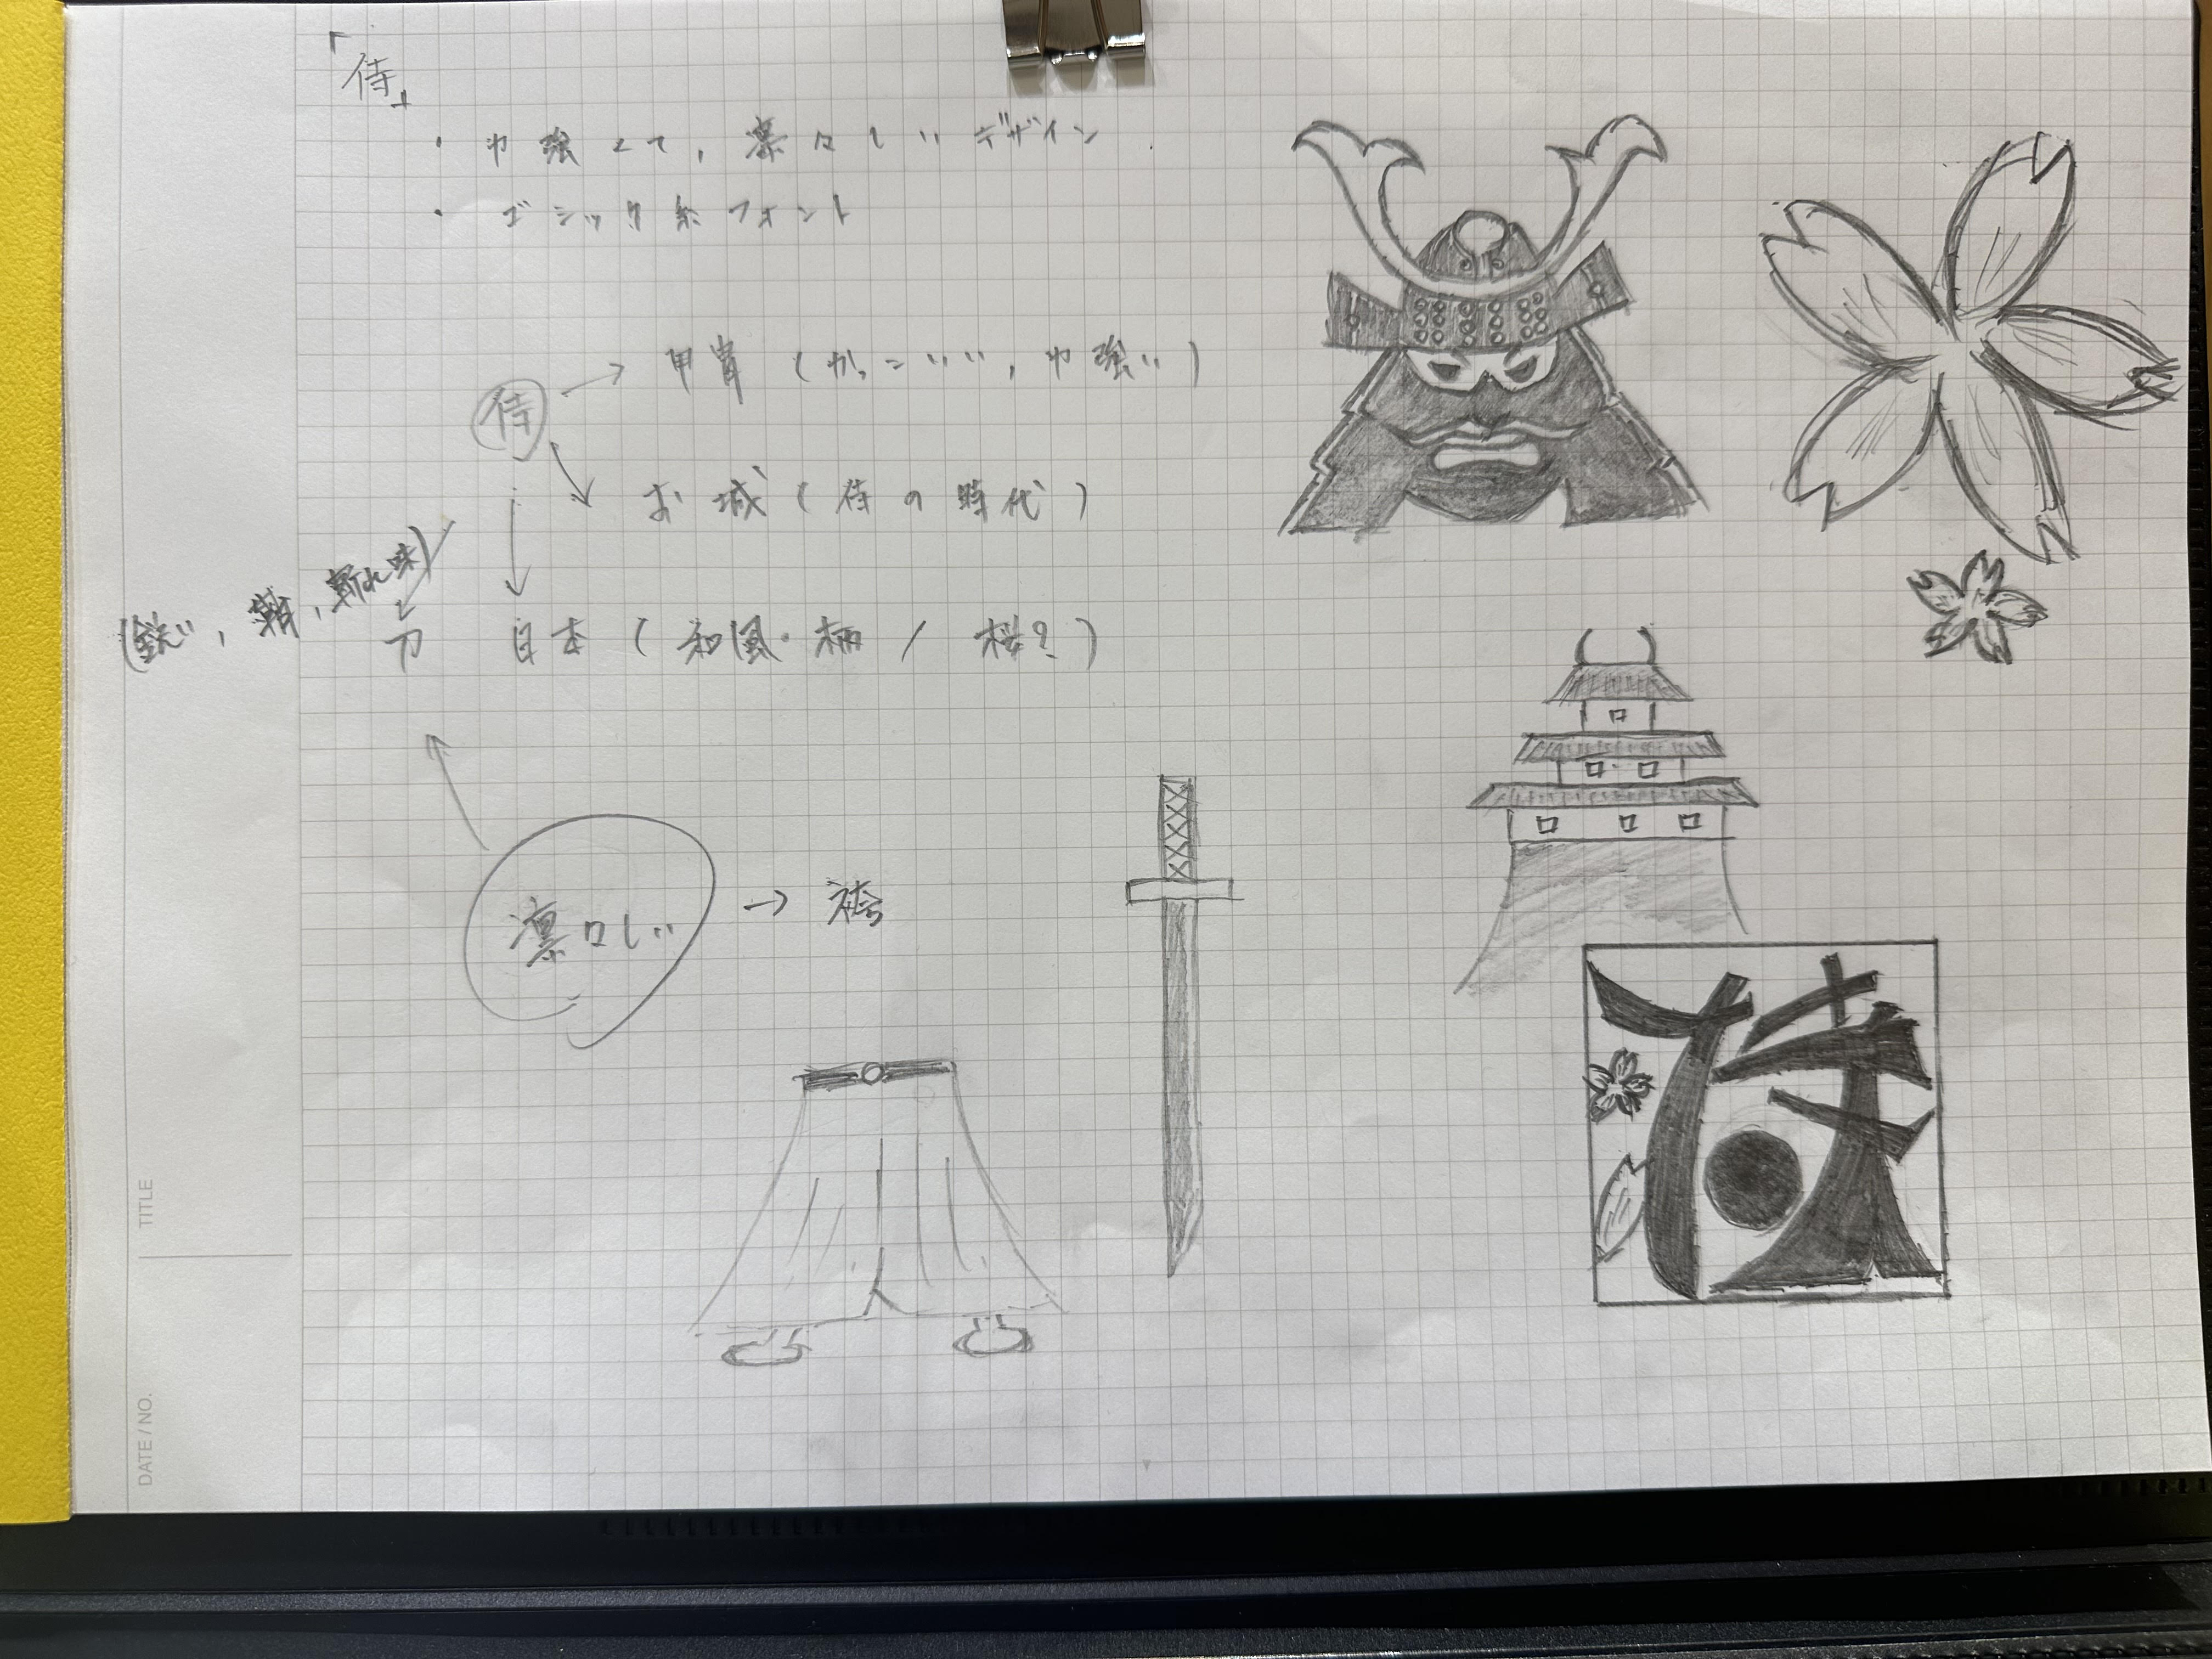 「侍」
・力強くて，凛々しいデザイン
・ゴシック系フォント
侍 → 甲冑（かっこいい，力強い）
お城（侍の時代）
（鋭い，鞘，斬れ味）
刀
日本（和風・柄／桜？）
凛々しい → 袴
侍
TITLE
DATE / NO.